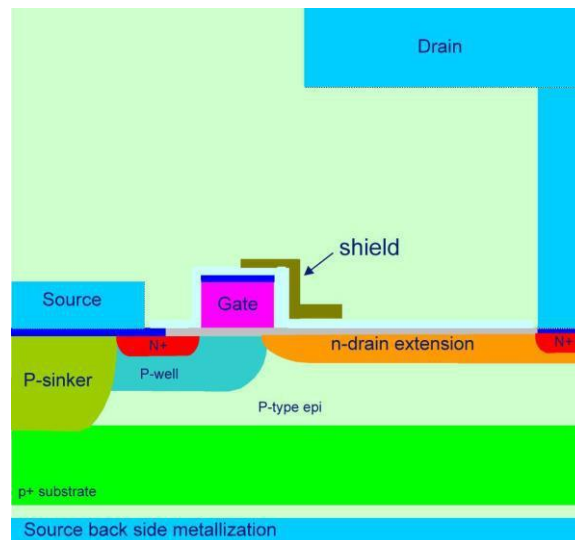 Drain
shield
Source
Gate
N+
n-drain extension
N+
P-sinker
P-well
P-type epi
p+ substrate
Source back side metallization